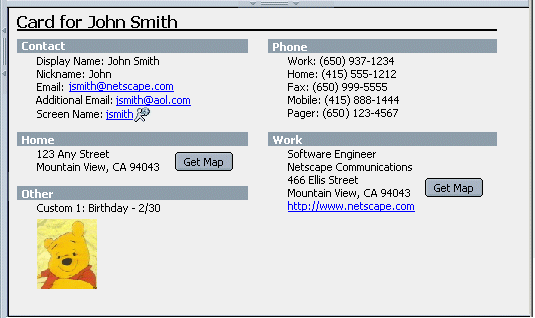 Card for John Smith
Contact
Display Name: John Smith
Nickname: John
Email: jsmith@netscape.com
Additional Email: jsmith@aol.com
Screen Name: jsmith
Phone
Work: (650) 937-1234
Home: (415) 555-1212
Fax: (650) 999-5555
Mobile: (415) 888-1444
Pager: (650) 123-4567
Home
123 Any Street
Mountain View, CA 94043
Get Map
Work
Software Engineer
Netscape Communications
466 Ellis Street
Mountain View, CA 94043
http://www.netscape.com
Get Map
Other
Custom 1: Birthday - 2/30